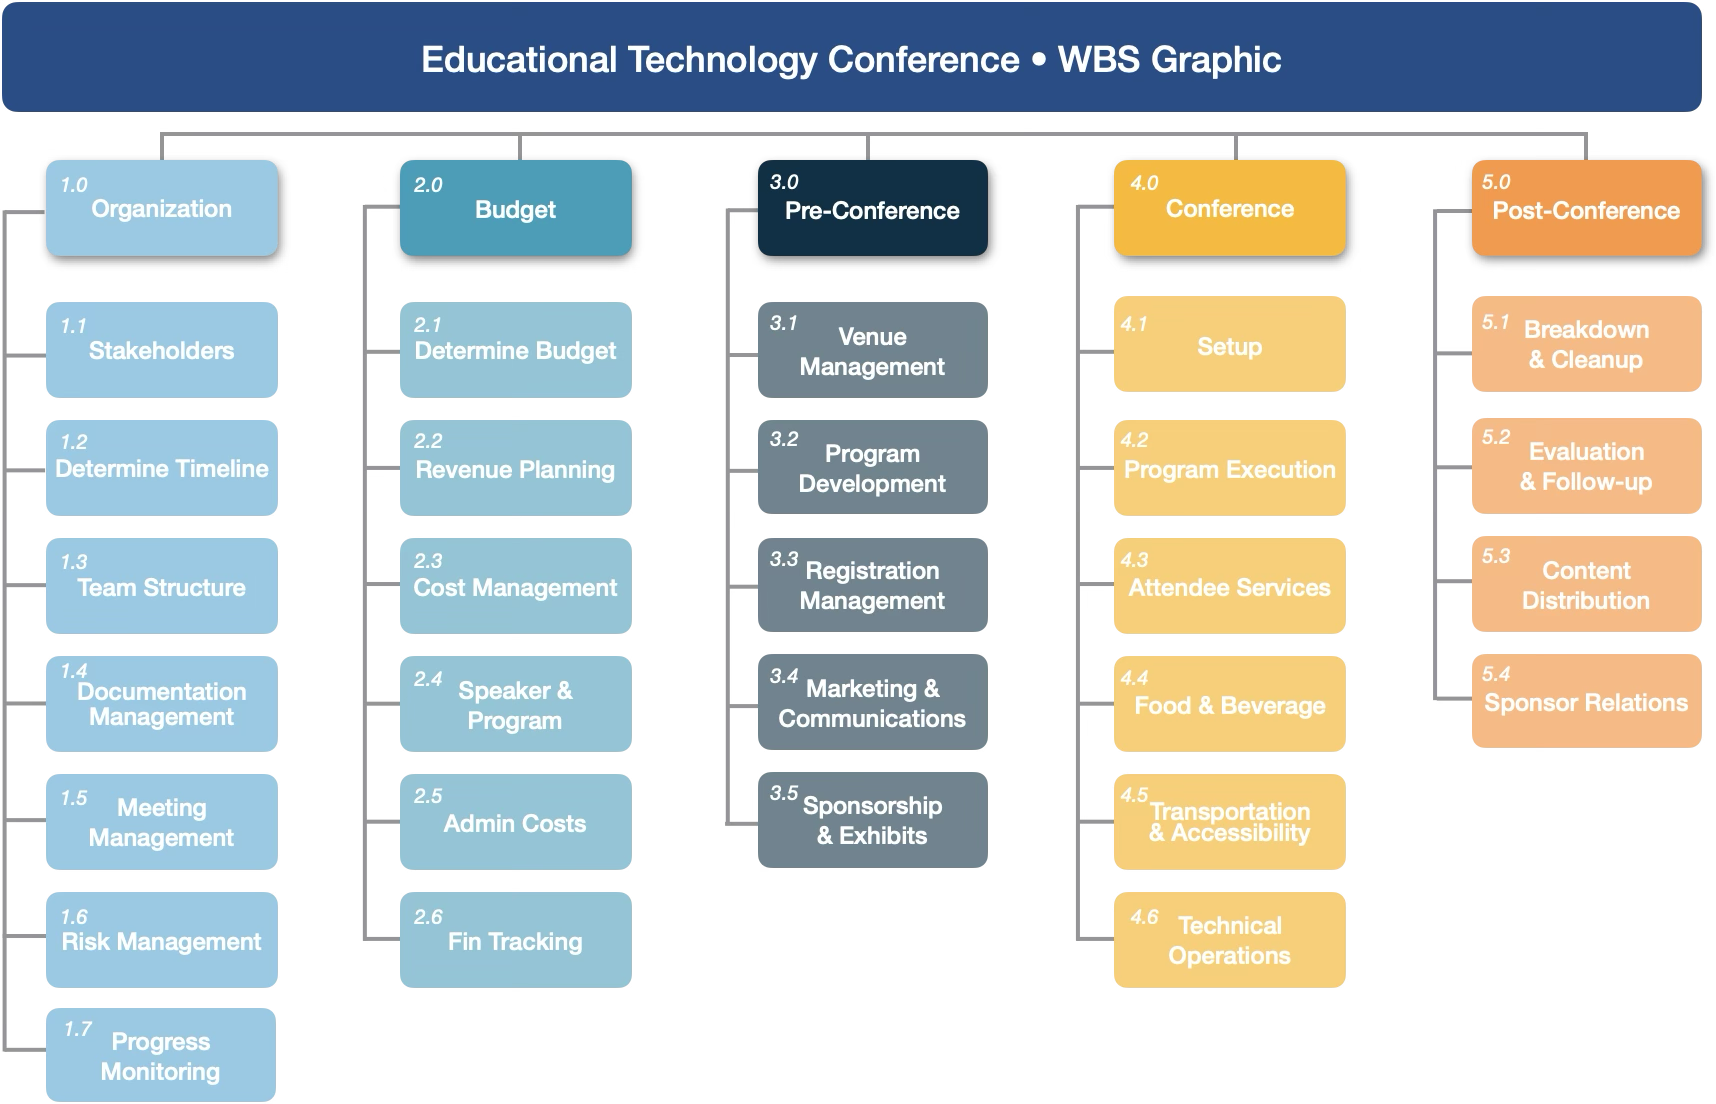 Educational Technology Conference • WBS Graphic
1.0
Organization
1.1
Stakeholders
1.2
Determine Timeline
1.3
Team Structure
1.4
Documentation
Management
1.5
Meeting
Management
1.6
Risk Management
1.7
Progress
Monitoring
2.0
Budget
2.1
Determine Budget
2.2
Revenue Planning
2.3
Cost Management
2.4
Speaker &
Program
2.5
Admin Costs
2.6
Fin Tracking
3.0
Pre-Conference
3.1
Venue
Management
3.2
Program
Development
3.3
Registration
Management
3.4
Marketing &
Communications
3.5
Sponsorship
& Exhibits
4.0
Conference
4.1
Setup
4.2
Program Execution
4.3
Attendee Services
4.4
Food & Beverage
4.5
Transportation
& Accessibility
4.6
Technical
Operations
5.0
Post-Conference
5.1
Breakdown
& Cleanup
5.2
Evaluation
& Follow-up
5.3
Content
Distribution
5.4
Sponsor Relations